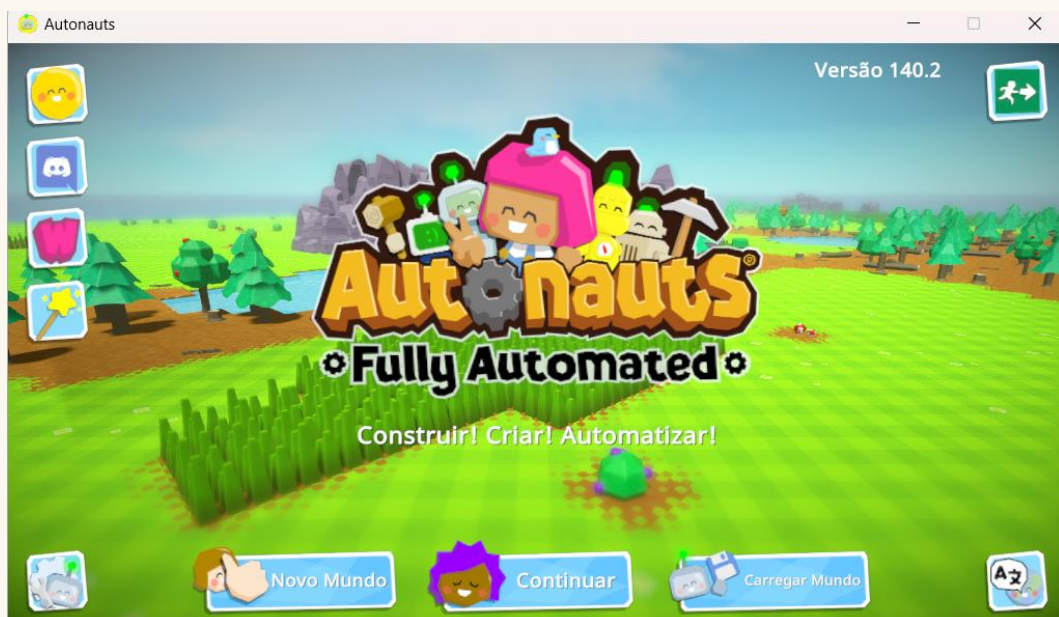 Autonauts
Versão 140.2
Autonauts®
Fully Automated
Construir! Criar! Automatizar!
Novo Mundo
Continuar
Carregar Mundo